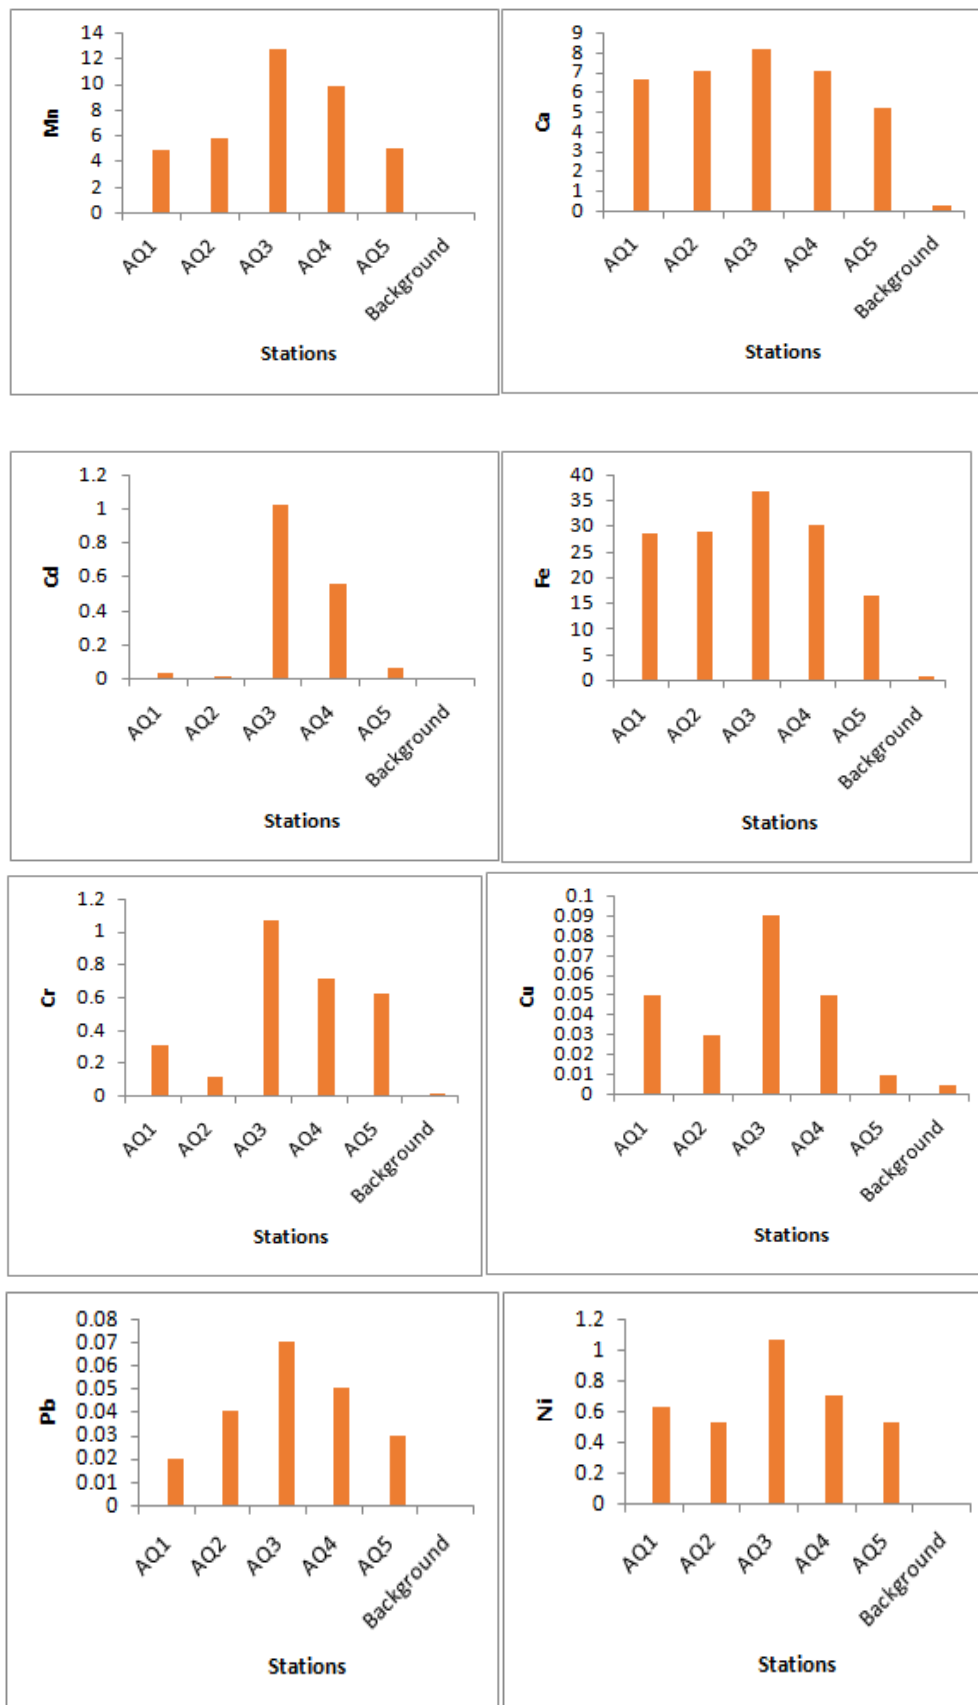 Mn
14
12
10
8
6
4
2
0
AQ1
AQ2
AQ3
AQ4
AQ5
Background
Stations
Ca
9
8
7
6
5
4
3
2
1
0
AQ1
AQ2
AQ3
AQ4
AQ5
Background
Stations
Cd
1.2
1
0.8
0.6
0.4
0.2
0
AQ1
AQ2
AQ3
AQ4
AQ5
Background
Stations
Fe
40
35
30
25
20
15
10
5
0
AQ1
AQ2
AQ3
AQ4
AQ5
Background
Stations
Cr
1.2
1
0.8
0.6
0.4
0.2
0
AQ1
AQ2
AQ3
AQ4
AQ5
Background
Stations
Cu
0.1
0.09
0.08
0.07
0.06
0.05
0.04
0.03
0.02
0.01
0
AQ1
AQ2
AQ3
AQ4
AQ5
Background
Stations
Pb
0.08
0.07
0.06
0.05
0.04
0.03
0.02
0.01
0
AQ1
AQ2
AQ3
AQ4
AQ5
Background
Stations
Ni
1.2
1
0.8
0.6
0.4
0.2
0
AQ1
AQ2
AQ3
AQ4
AQ5
Background
Stations